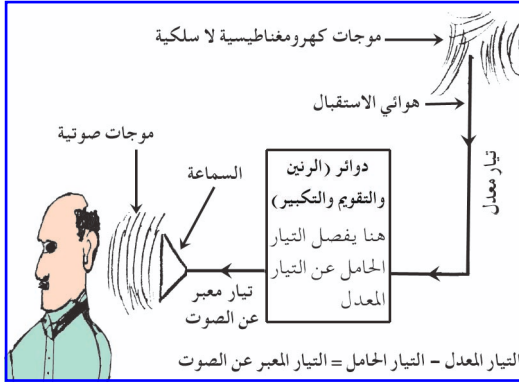 موجات كهرومغناطيسية لا سلكية
هوائي الاستقبال
تيار معدل
موجات صوتية
السماعة
دوائر (الرنين
والتقويم والتكبير)
هنا يفصل التيار
الحامل عن التيار
المعدل
تيار معبر
عن الصوت
التيار المعدل - التيار الحامل = التيار المعبر عن الصوت